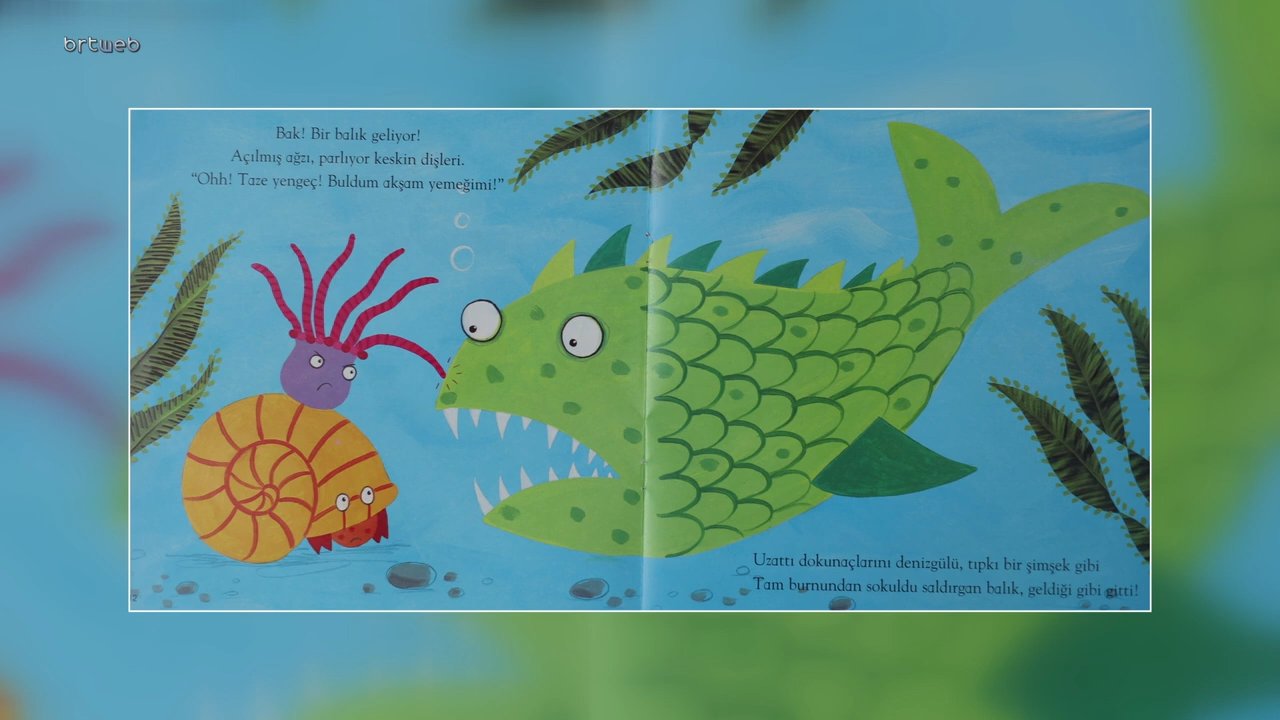 brtweb
Bak! Bir balık geliyor!
Açılmış ağzı, parlıyor keskin dişleri.
“Ohh! Taze yengeç! Buldum akşam yemeğimi!”
Uzattı dokunaçlarını denizgülü, tıpkı bir şimşek gibi
Tam burnundan sokuldu saldırgan balık, geldiği gibi gitti!
2